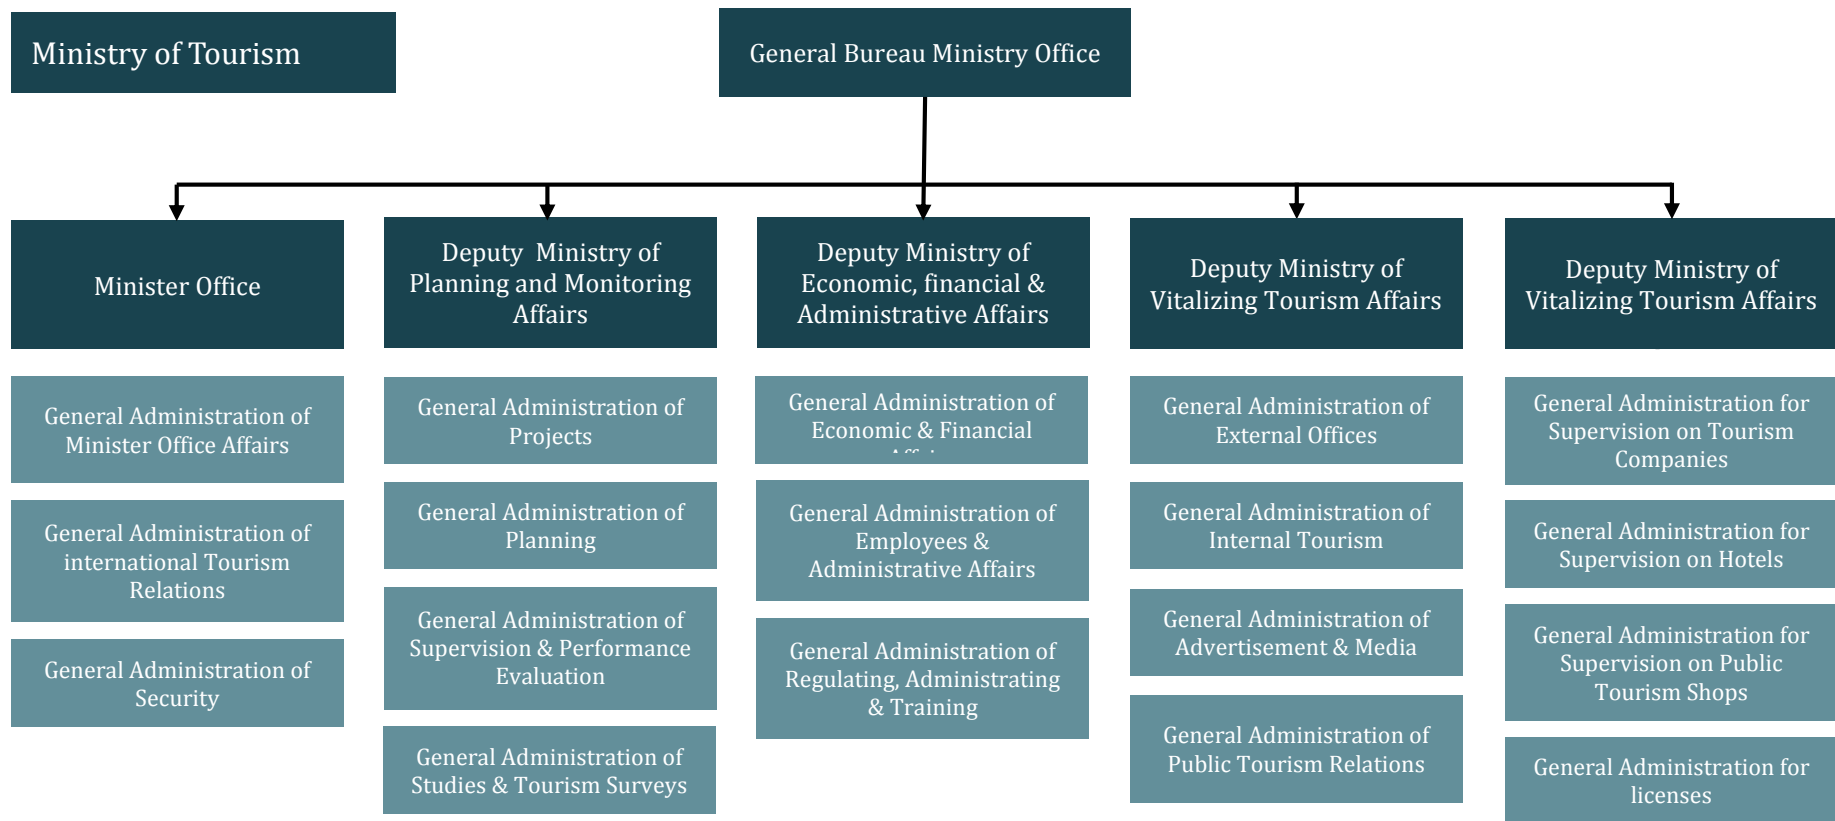 Ministry of Tourism
General Bureau Ministry Office
Minister Office
Deputy Ministry of
Planning and Monitoring
Affairs
Deputy Ministry of
Economic, financial &
Administrative Affairs
Deputy Ministry of
Vitalizing Tourism Affairs
Deputy Ministry of
Vitalizing Tourism Affairs
General Administration of
Minister Office Affairs
General Administration of
international Tourism
Relations
General Administration of
Security
General Administration of
Projects
General Administration of
Planning
General Administration of
Supervision & Performance
Evaluation
General Administration of
Studies & Tourism Surveys
General Administration of
Economic & Financial
General Administration of
Employees &
Administrative Affairs
General Administration of
Regulating, Administrating
& Training
General Administration of
External Offices
General Administration of
Internal Tourism
General Administration of
Advertisement & Media
General Administration of
Public Tourism Relations
General Administration for
Supervision on Tourism
Companies
General Administration for
Supervision on Hotels
General Administration for
Supervision on Public
Tourism Shops
General Administration for
licenses